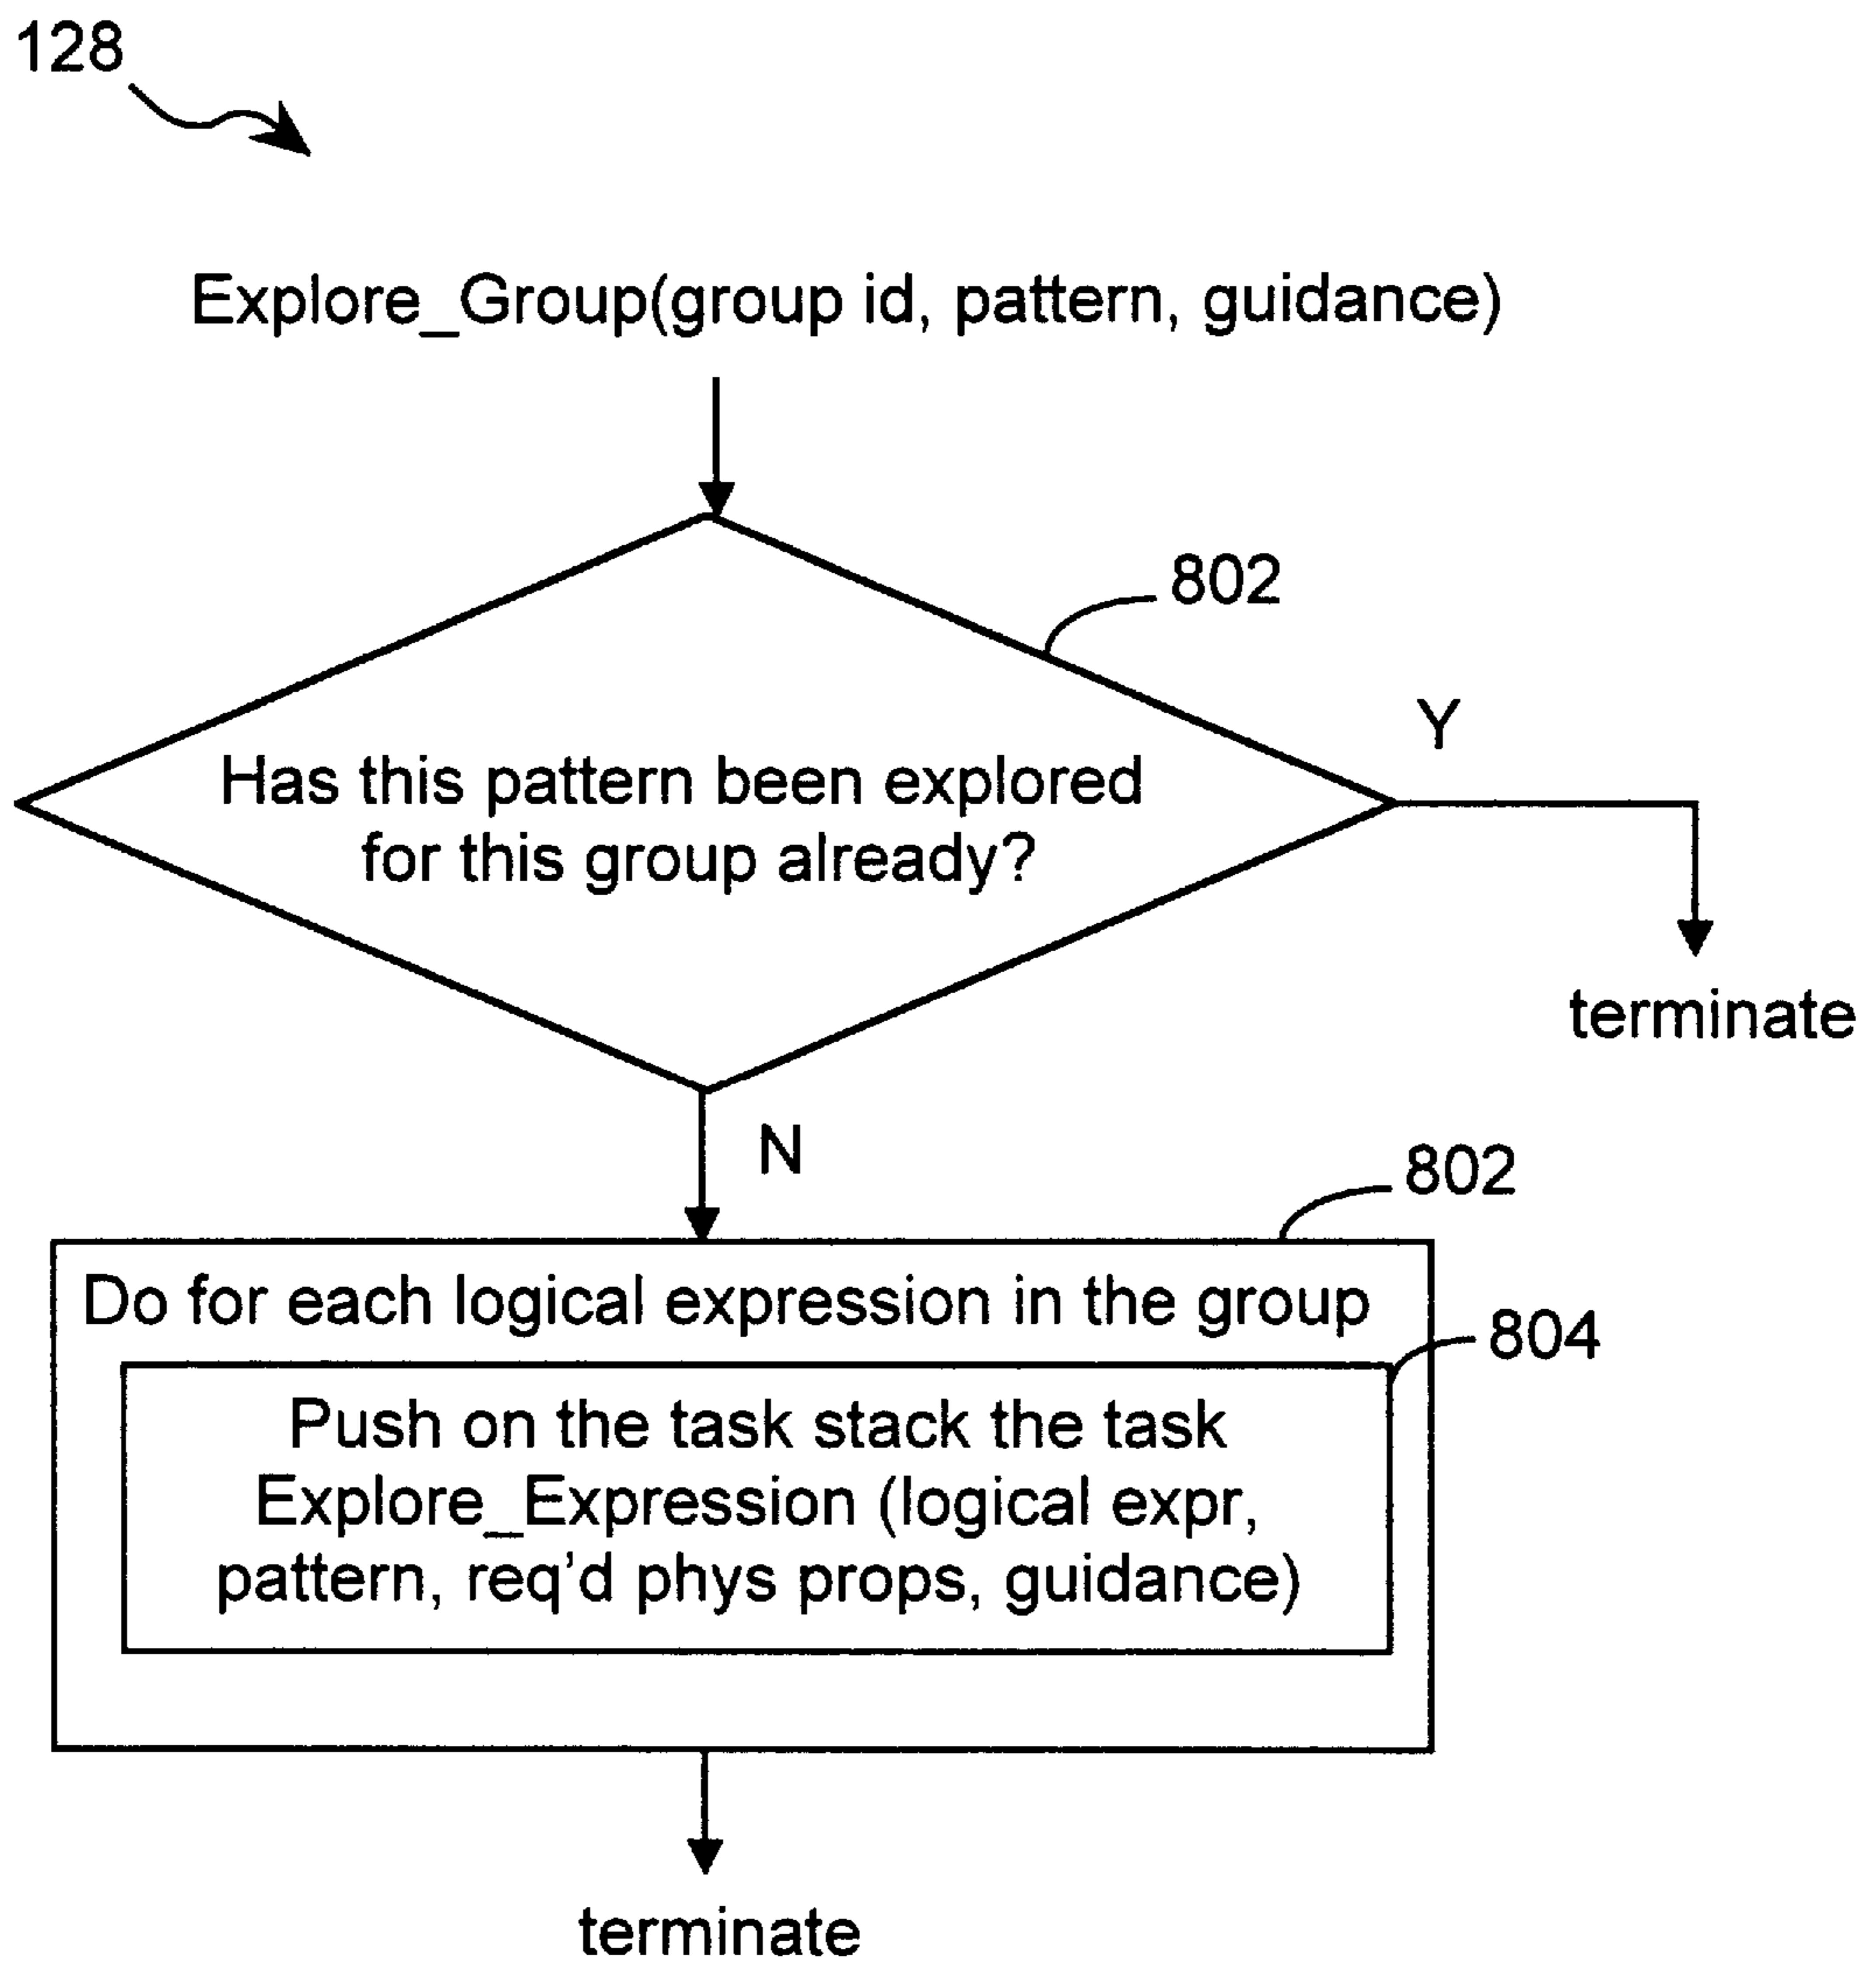 128
Explore_Group(group id, pattern, guidance)
802
Has this pattern been explored
for this group already?
Y
terminate
N
802
Do for each logical expression in the group
804
Push on the task stack the task
Explore_Expression (logical expr,
pattern, req'd phys props, guidance)
terminate